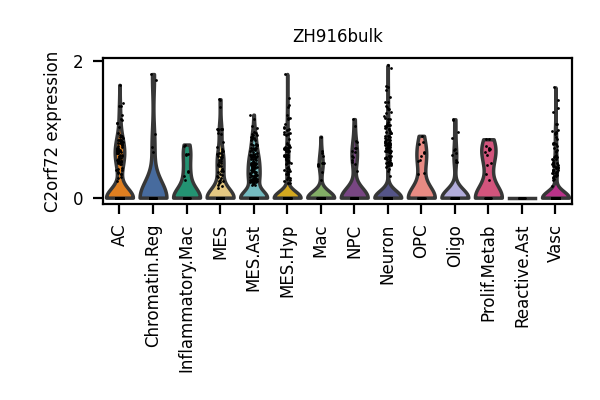 ZH916bulk
C2orf72 expression
2
0
AC
Chromatin.Reg
Inflammatory.Mac
MES
MES.Ast
MES.Hyp
Mac
NPC
Neuron
OPC
Oligo
Prolif.Metab
Reactive.Ast
Vasc